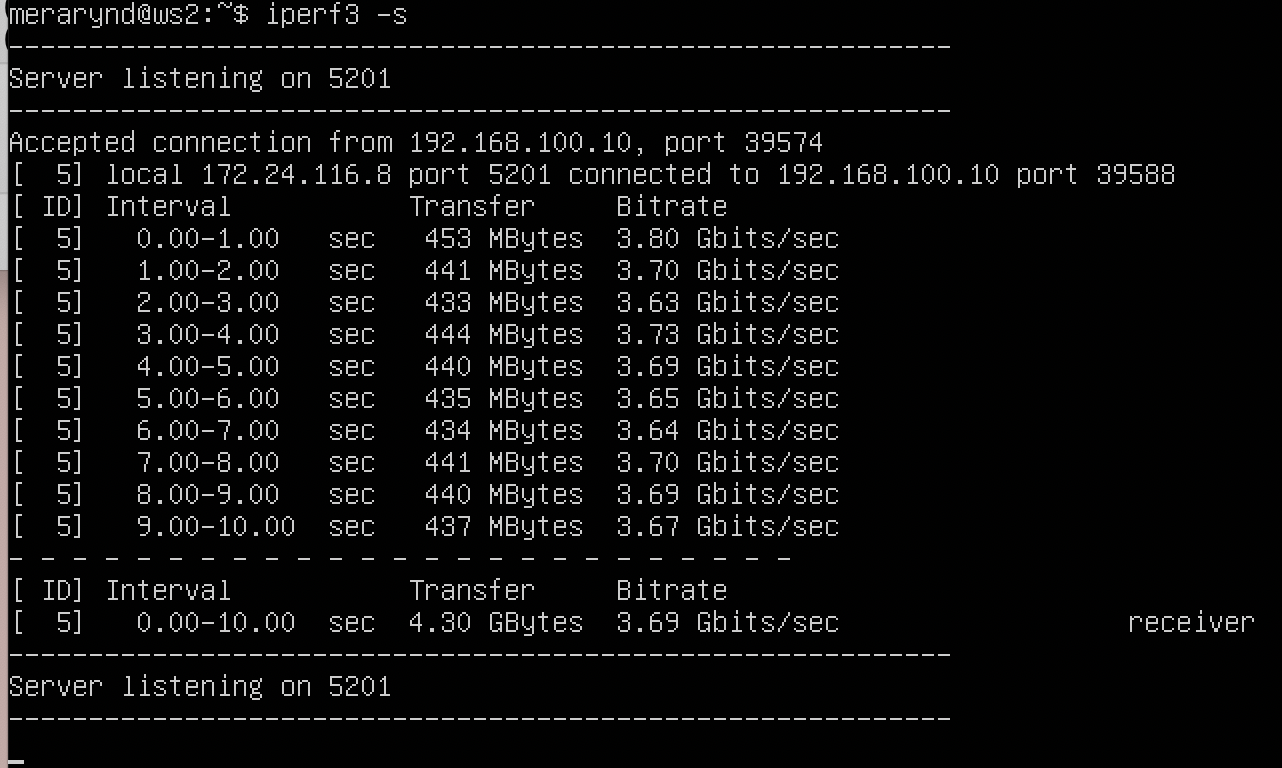 merarynd@ws2:~$ iperf3 -s
-----------------------------------------------------------
Server listening on 5201
-----------------------------------------------------------
Accepted connection from 192.168.100.10, port 39574
[  5] local 172.24.116.8 port 5201 connected to 192.168.100.10 port 39588
[ ID] Interval           Transfer     Bitrate
[  5]   0.00-1.00   sec   453 MBytes  3.80 Gbits/sec
[  5]   1.00-2.00   sec   441 MBytes  3.70 Gbits/sec
[  5]   2.00-3.00   sec   433 MBytes  3.63 Gbits/sec
[  5]   3.00-4.00   sec   444 MBytes  3.73 Gbits/sec
[  5]   4.00-5.00   sec   440 MBytes  3.69 Gbits/sec
[  5]   5.00-6.00   sec   435 MBytes  3.65 Gbits/sec
[  5]   6.00-7.00   sec   434 MBytes  3.64 Gbits/sec
[  5]   7.00-8.00   sec   441 MBytes  3.70 Gbits/sec
[  5]   8.00-9.00   sec   440 MBytes  3.69 Gbits/sec
[  5]   9.00-10.00  sec   437 MBytes  3.67 Gbits/sec
- - - - - - - - - - - - - - - - - - - - - - - - -
[ ID] Interval           Transfer     Bitrate
[  5]   0.00-10.00  sec  4.30 GBytes  3.69 Gbits/sec                  receiver
-----------------------------------------------------------
Server listening on 5201
-----------------------------------------------------------